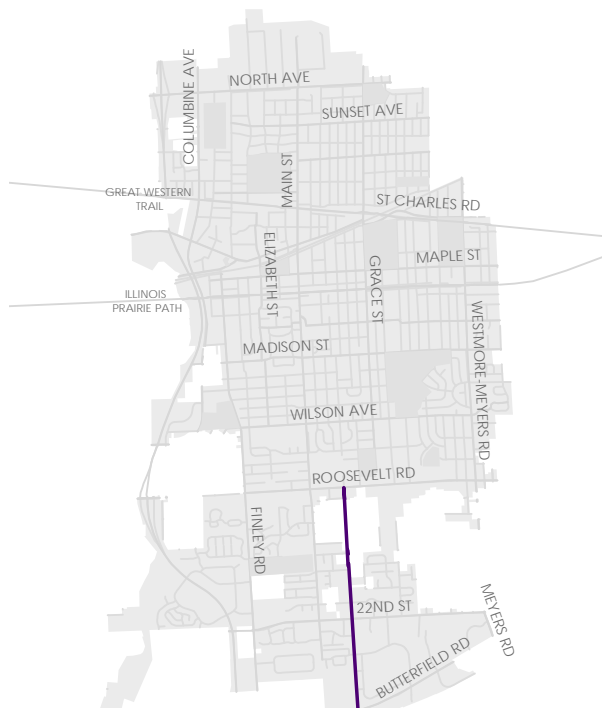 COLUMBINE AVE
NORTH AVE
SUNSET AVE
MAIN ST
GREAT WESTERN
TRAIL
ST CHARLES RD
ELIZABETH ST
GRACE ST
MAPLE ST
ILLINOIS
PRAIRIE PATH
WESTMORE-MEYERS RD
MADISON ST
WILSON AVE
ROOSEVELT RD
FINLEY RD
22ND ST
MEYERS RD
BUTTERFIELD RD